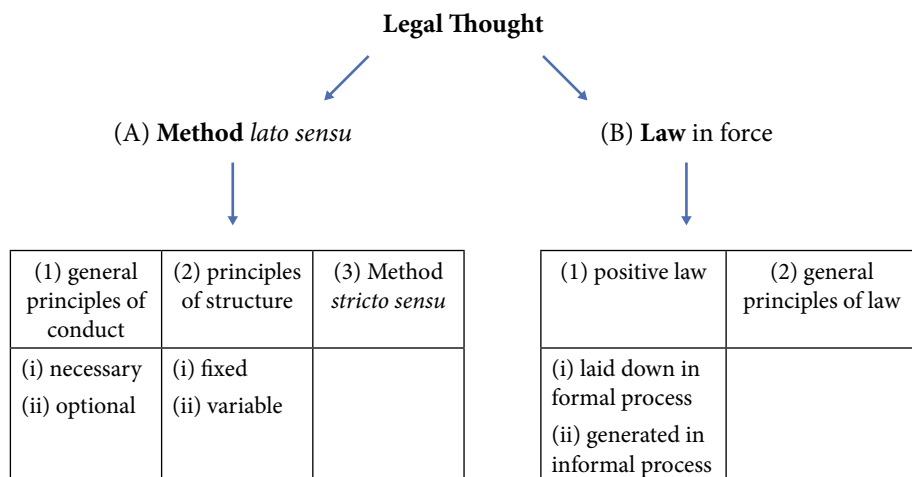 Legal Thought
(A) Method lato sensu
(B) Law in force
(1) general
principles of
conduct
(2) principles
of structure
(3) Method
stricto sensu
(1) positive law
(2) general
principles of law
(i) necessary
(ii) optional
(i) fixed
(ii) variable
(i) laid down in
formal process
(ii) generated in
informal process